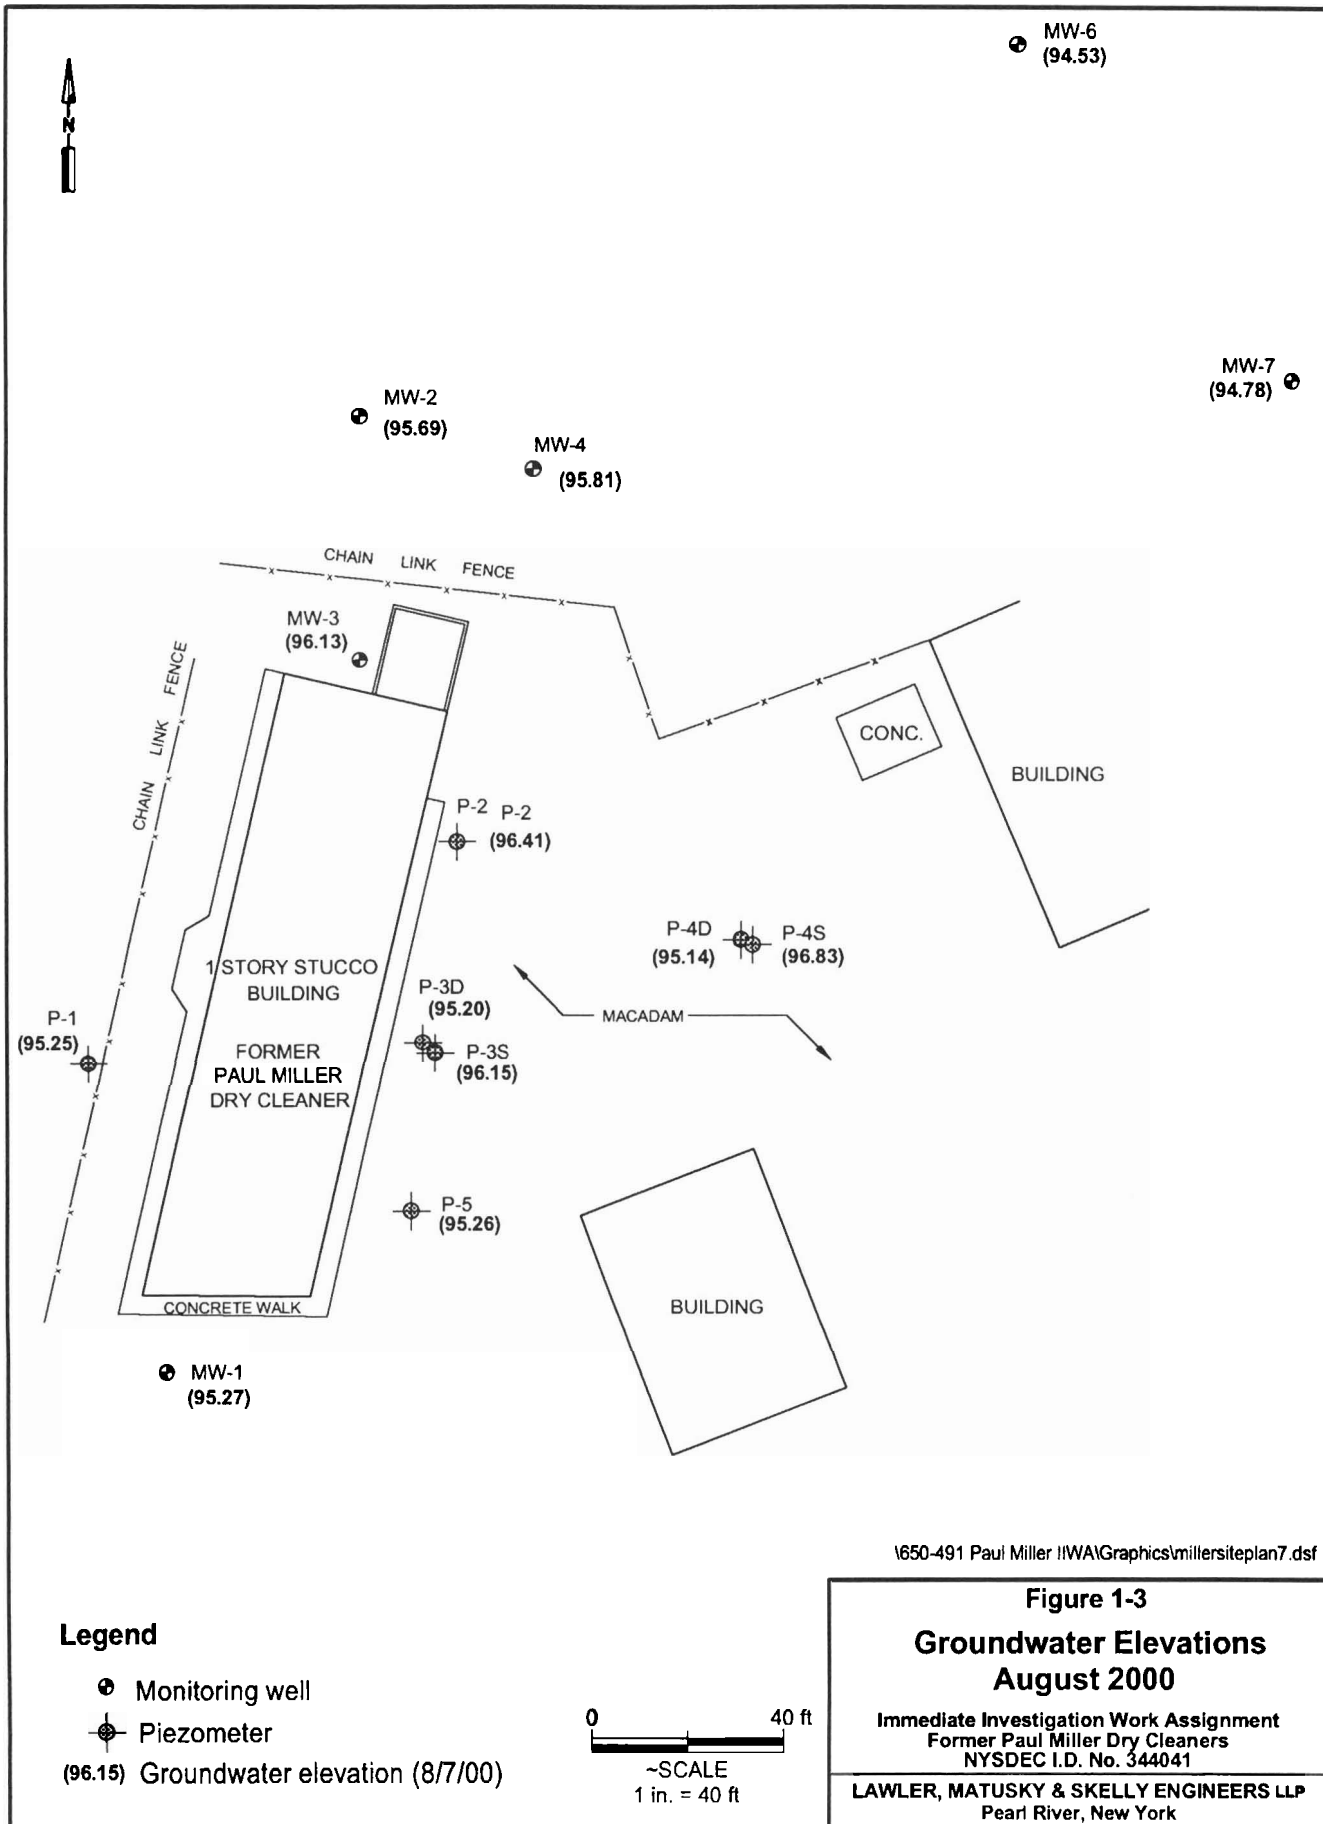 MW-6
(94.53)
N
MW-7
(94.78)
MW-2
(95.69)
MW-4
(95.81)
CHAIN LINK FENCE
MW-3
(96.13)
CHAIN LINK FENCE
CONC.
BUILDING
P-2 P-2
(96.41)
P-4D
(95.14)
P-4S
(96.83)
1 STORY STUCCO
BUILDING
P-3D
(95.20)
MACADAM
P-1
(95.25)
FORMER
PAUL MILLER
DRY CLEANER
P-3S
(96.15)
P-5
(95.26)
BUILDING
CONCRETE WALK
MW-1
(95.27)
\650-491 Paul Miller IIWA\Graphics\millersiteplan7.dsf
Legend
Monitoring well
Piezometer
(96.15) Groundwater elevation (8/7/00)
0 40 ft
~SCALE
1 in. = 40 ft
Figure 1-3
Groundwater Elevations
August 2000
Immediate Investigation Work Assignment
Former Paul Miller Dry Cleaners
NYSDEC I.D. No. 344041
LAWLER, MATUSKY & SKELLY ENGINEERS LLP
Pearl River, New York